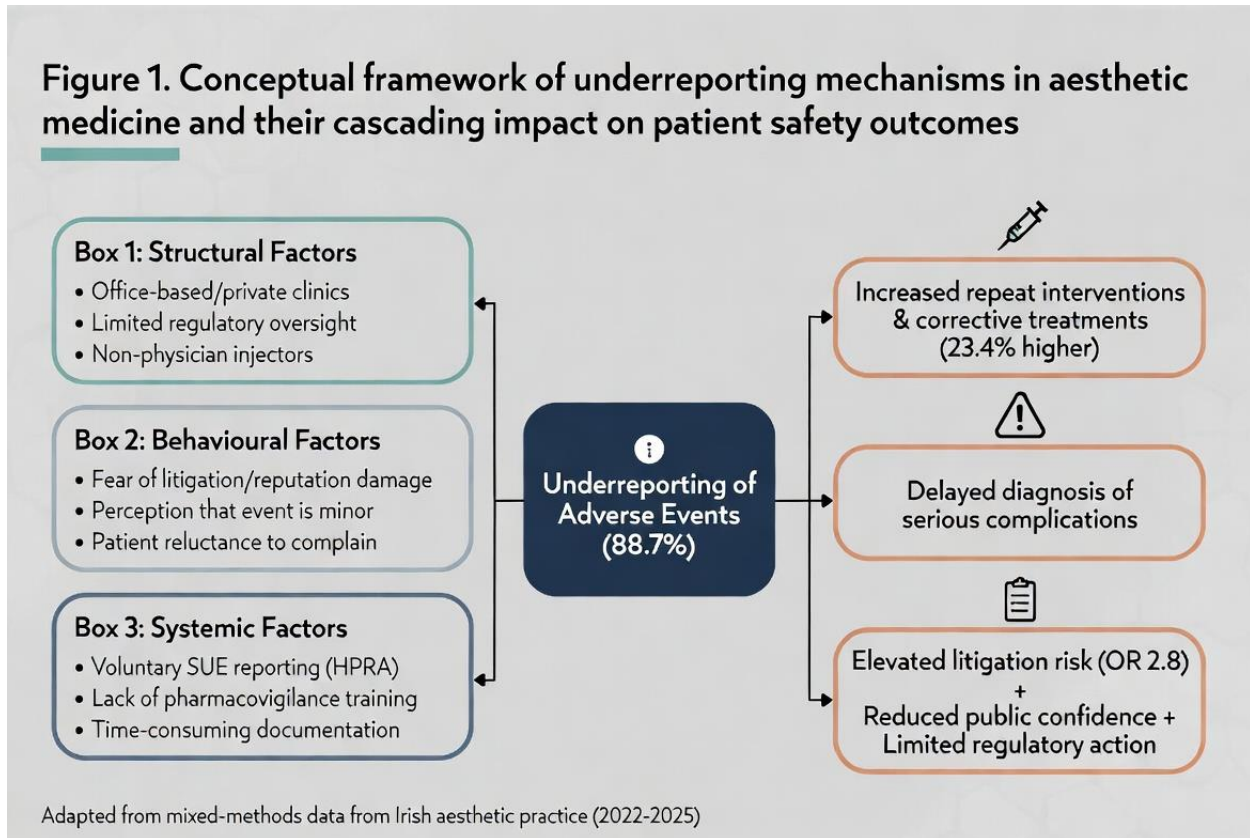 Figure 1. Conceptual framework of underreporting mechanisms in aesthetic
medicine and their cascading impact on patient safety outcomes
Box 1: Structural Factors
• Office-based/private clinics
• Limited regulatory oversight
• Non-physician injectors
Box 2: Behavioural Factors
• Fear of litigation/reputation damage
• Perception that event is minor
• Patient reluctance to complain
Box 3: Systemic Factors
• Voluntary SUE reporting (HPRA)
• Lack of pharmacovigilance training
• Time-consuming documentation
Underreporting of
Adverse Events
(88.7%)
Increased repeat interventions
& corrective treatments
(23.4% higher)
Delayed diagnosis of
serious complications
Elevated litigation risk (OR 2.8)
+
Reduced public confidence +
Limited regulatory action
Adapted from mixed-methods data from Irish aesthetic practice (2022-2025)